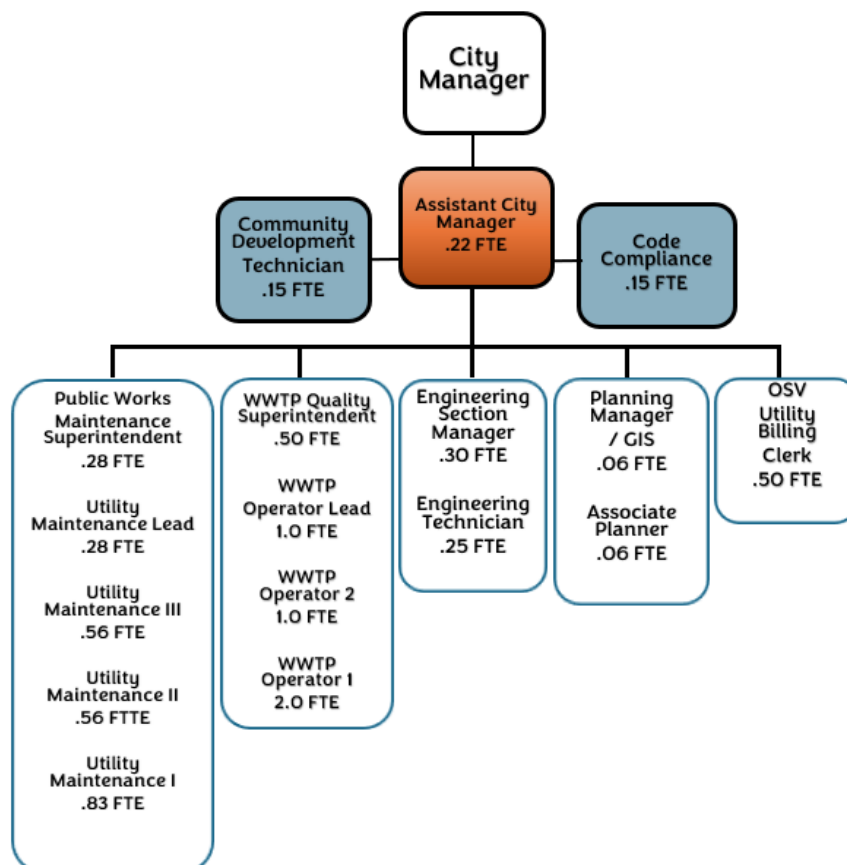 City
Manager
Assistant City
Manager
.22 FTE
Community
Development
Technician
.15 FTE
Code
Compliance
.15 FTE
Public Works
Maintenance
Superintendent
.28 FTE
Utility
Maintenance Lead
.28 FTE
Utility
Maintenance III
.56 FTE
Utility
Maintenance II
.56 FTTE
Utility
Maintenance I
.83 FTE
WWTP Quality
Superintendent
.50 FTE
WWTP
Operator Lead
1.0 FTE
WWTP
Operator 2
1.0 FTE
WWTP
Operator 1
2.0 FTE
Engineering
Section
Manager
.30 FTE
Engineering
Technician
.25 FTE
Planning
Manager
/ GIS
.06 FTE
Associate
Planner
.06 FTE
OSV
Utility
Billing
Clerk
.50 FTE